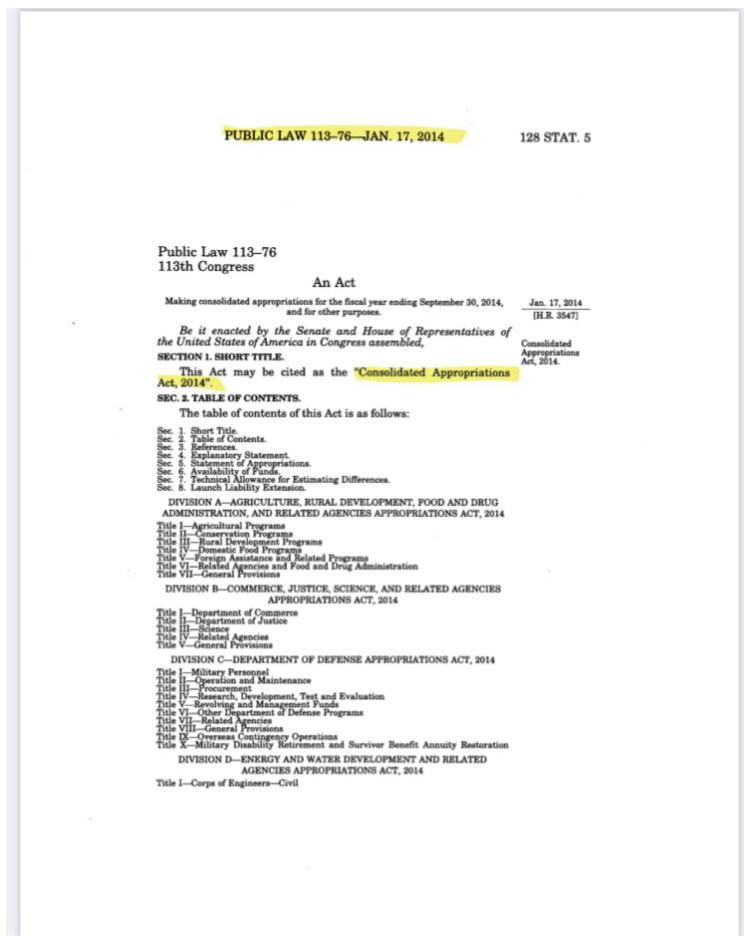 PUBLIC LAW 113–76—JAN. 17, 2014 128 STAT. 5
Public Law 113–76
113th Congress
An Act
Making consolidated appropriations for the fiscal year ending September 30, 2014,
and for other purposes.
Jan. 17, 2014
[H.R. 3547]
Be it enacted by the Senate and House of Representatives of
the United States of America in Congress assembled,
Consolidated
Appropriations
Act, 2014.
SECTION 1. SHORT TITLE.
This Act may be cited as the "Consolidated Appropriations
Act, 2014".
SEC. 2. TABLE OF CONTENTS.
The table of contents of this Act is as follows:
Sec. 1. Short Title.
Sec. 2. Table of Contents.
Sec. 3. References.
Sec. 4. Explanatory Statement.
Sec. 5. Statement of Appropriations.
Sec. 6. Availability of Funds.
Sec. 7. Technical Allowance for Estimating Differences.
Sec. 8. Launch Liability Extension.
DIVISION A—AGRICULTURE, RURAL DEVELOPMENT, FOOD AND DRUG
ADMINISTRATION, AND RELATED AGENCIES APPROPRIATIONS ACT, 2014
Title I—Agricultural Programs
Title II—Conservation Programs
Title III—Rural Development Programs
Title IV—Domestic Food Programs
Title V—Foreign Assistance and Related Programs
Title VI—Related Agencies and Food and Drug Administration
Title VII—General Provisions
DIVISION B—COMMERCE, JUSTICE, SCIENCE, AND RELATED AGENCIES
APPROPRIATIONS ACT, 2014
Title I—Department of Commerce
Title II—Department of Justice
Title III—Science
Title IV—Related Agencies
Title V—General Provisions
DIVISION C—DEPARTMENT OF DEFENSE APPROPRIATIONS ACT, 2014
Title I—Military Personnel
Title II—Operation and Maintenance
Title III—Procurement
Title IV—Research, Development, Test and Evaluation
Title V—Revolving and Management Funds
Title VI—Other Department of Defense Programs
Title VII—Related Agencies
Title VIII—General Provisions
Title IX—Overseas Contingency Operations
Title X—Military Disability Retirement and Survivor Benefit Annuity Restoration
DIVISION D—ENERGY AND WATER DEVELOPMENT AND RELATED
AGENCIES APPROPRIATIONS ACT, 2014
Title I—Corps of Engineers—Civil